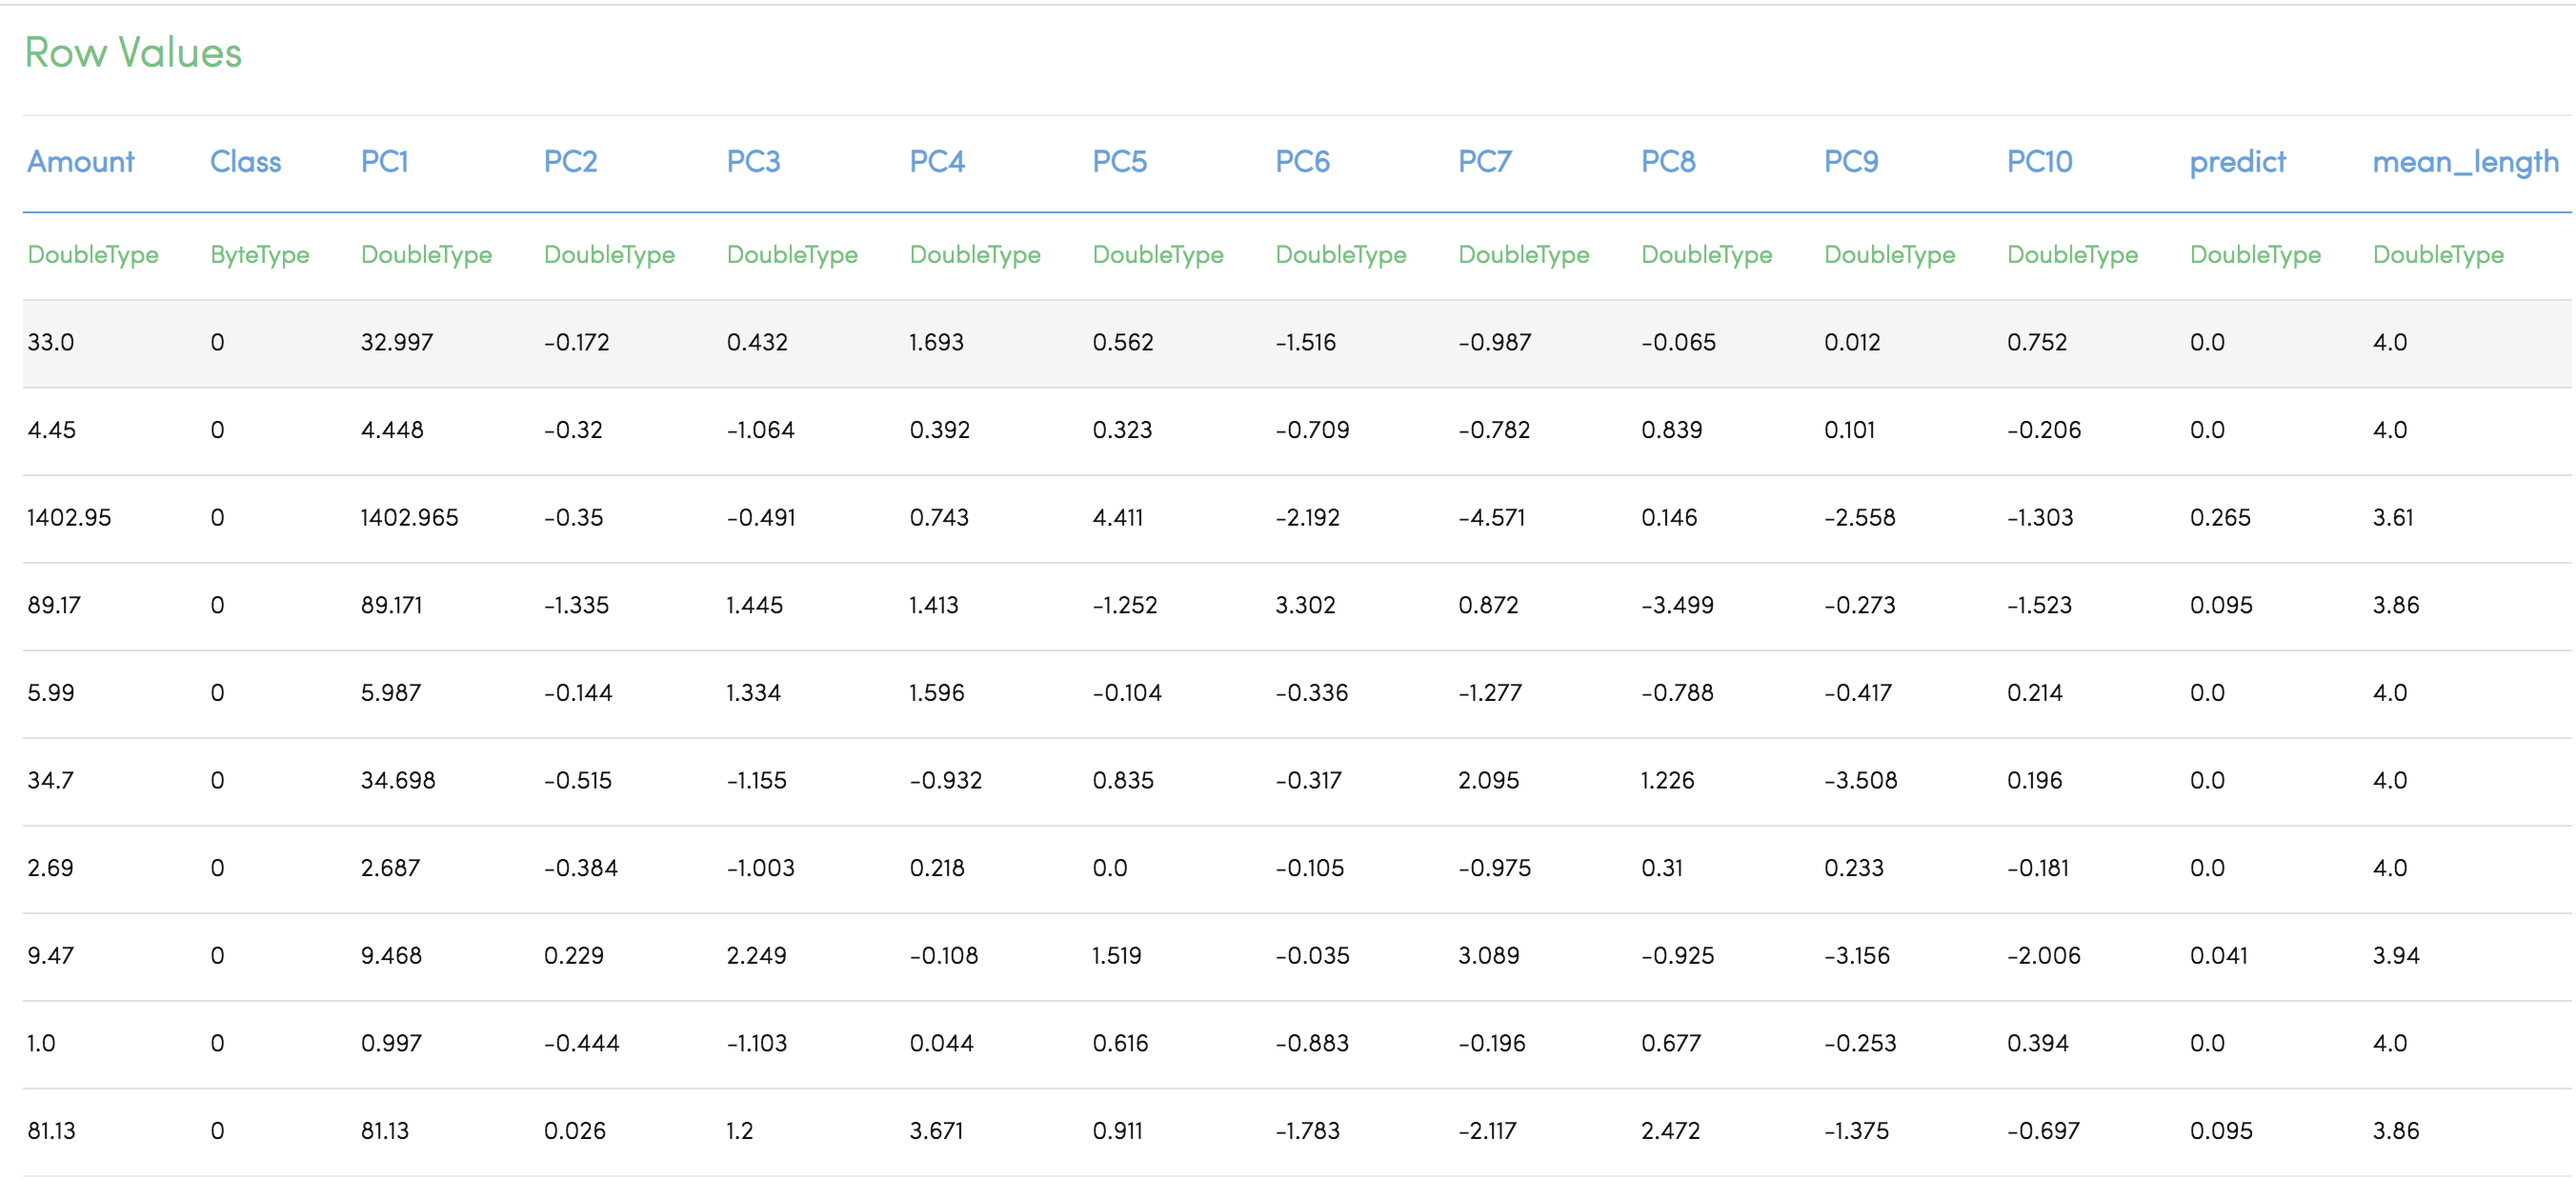 Row Values
Amount Class PC1 PC2 PC3 PC4 PC5 PC6 PC7 PC8 PC9 PC10 predict mean_length
DoubleType ByteType DoubleType DoubleType DoubleType DoubleType DoubleType DoubleType DoubleType DoubleType DoubleType DoubleType DoubleType DoubleType
33.0 0 32.997 -0.172 0.432 1.693 0.562 -1.516 -0.987 -0.065 0.012 0.752 0.0 4.0
4.45 0 4.448 -0.32 -1.064 0.392 0.323 -0.709 -0.782 0.839 0.101 -0.206 0.0 4.0
1402.95 0 1402.965 -0.35 -0.491 0.743 4.411 -2.192 -4.571 0.146 -2.558 -1.303 0.265 3.61
89.17 0 89.171 -1.335 1.445 1.413 -1.252 3.302 0.872 -3.499 -0.273 -1.523 0.095 3.86
5.99 0 5.987 -0.144 1.334 1.596 -0.104 -0.336 -1.277 -0.788 -0.417 0.214 0.0 4.0
34.7 0 34.698 -0.515 -1.155 -0.932 0.835 -0.317 2.095 1.226 -3.508 0.196 0.0 4.0
2.69 0 2.687 -0.384 -1.003 0.218 0.0 -0.105 -0.975 0.31 0.233 -0.181 0.0 4.0
9.47 0 9.468 0.229 2.249 -0.108 1.519 -0.035 3.089 -0.925 -3.156 -2.006 0.041 3.94
1.0 0 0.997 -0.444 -1.103 0.044 0.616 -0.883 -0.196 0.677 -0.253 0.394 0.0 4.0
81.13 0 81.13 0.026 1.2 3.671 0.911 -1.783 -2.117 2.472 -1.375 -0.697 0.095 3.86